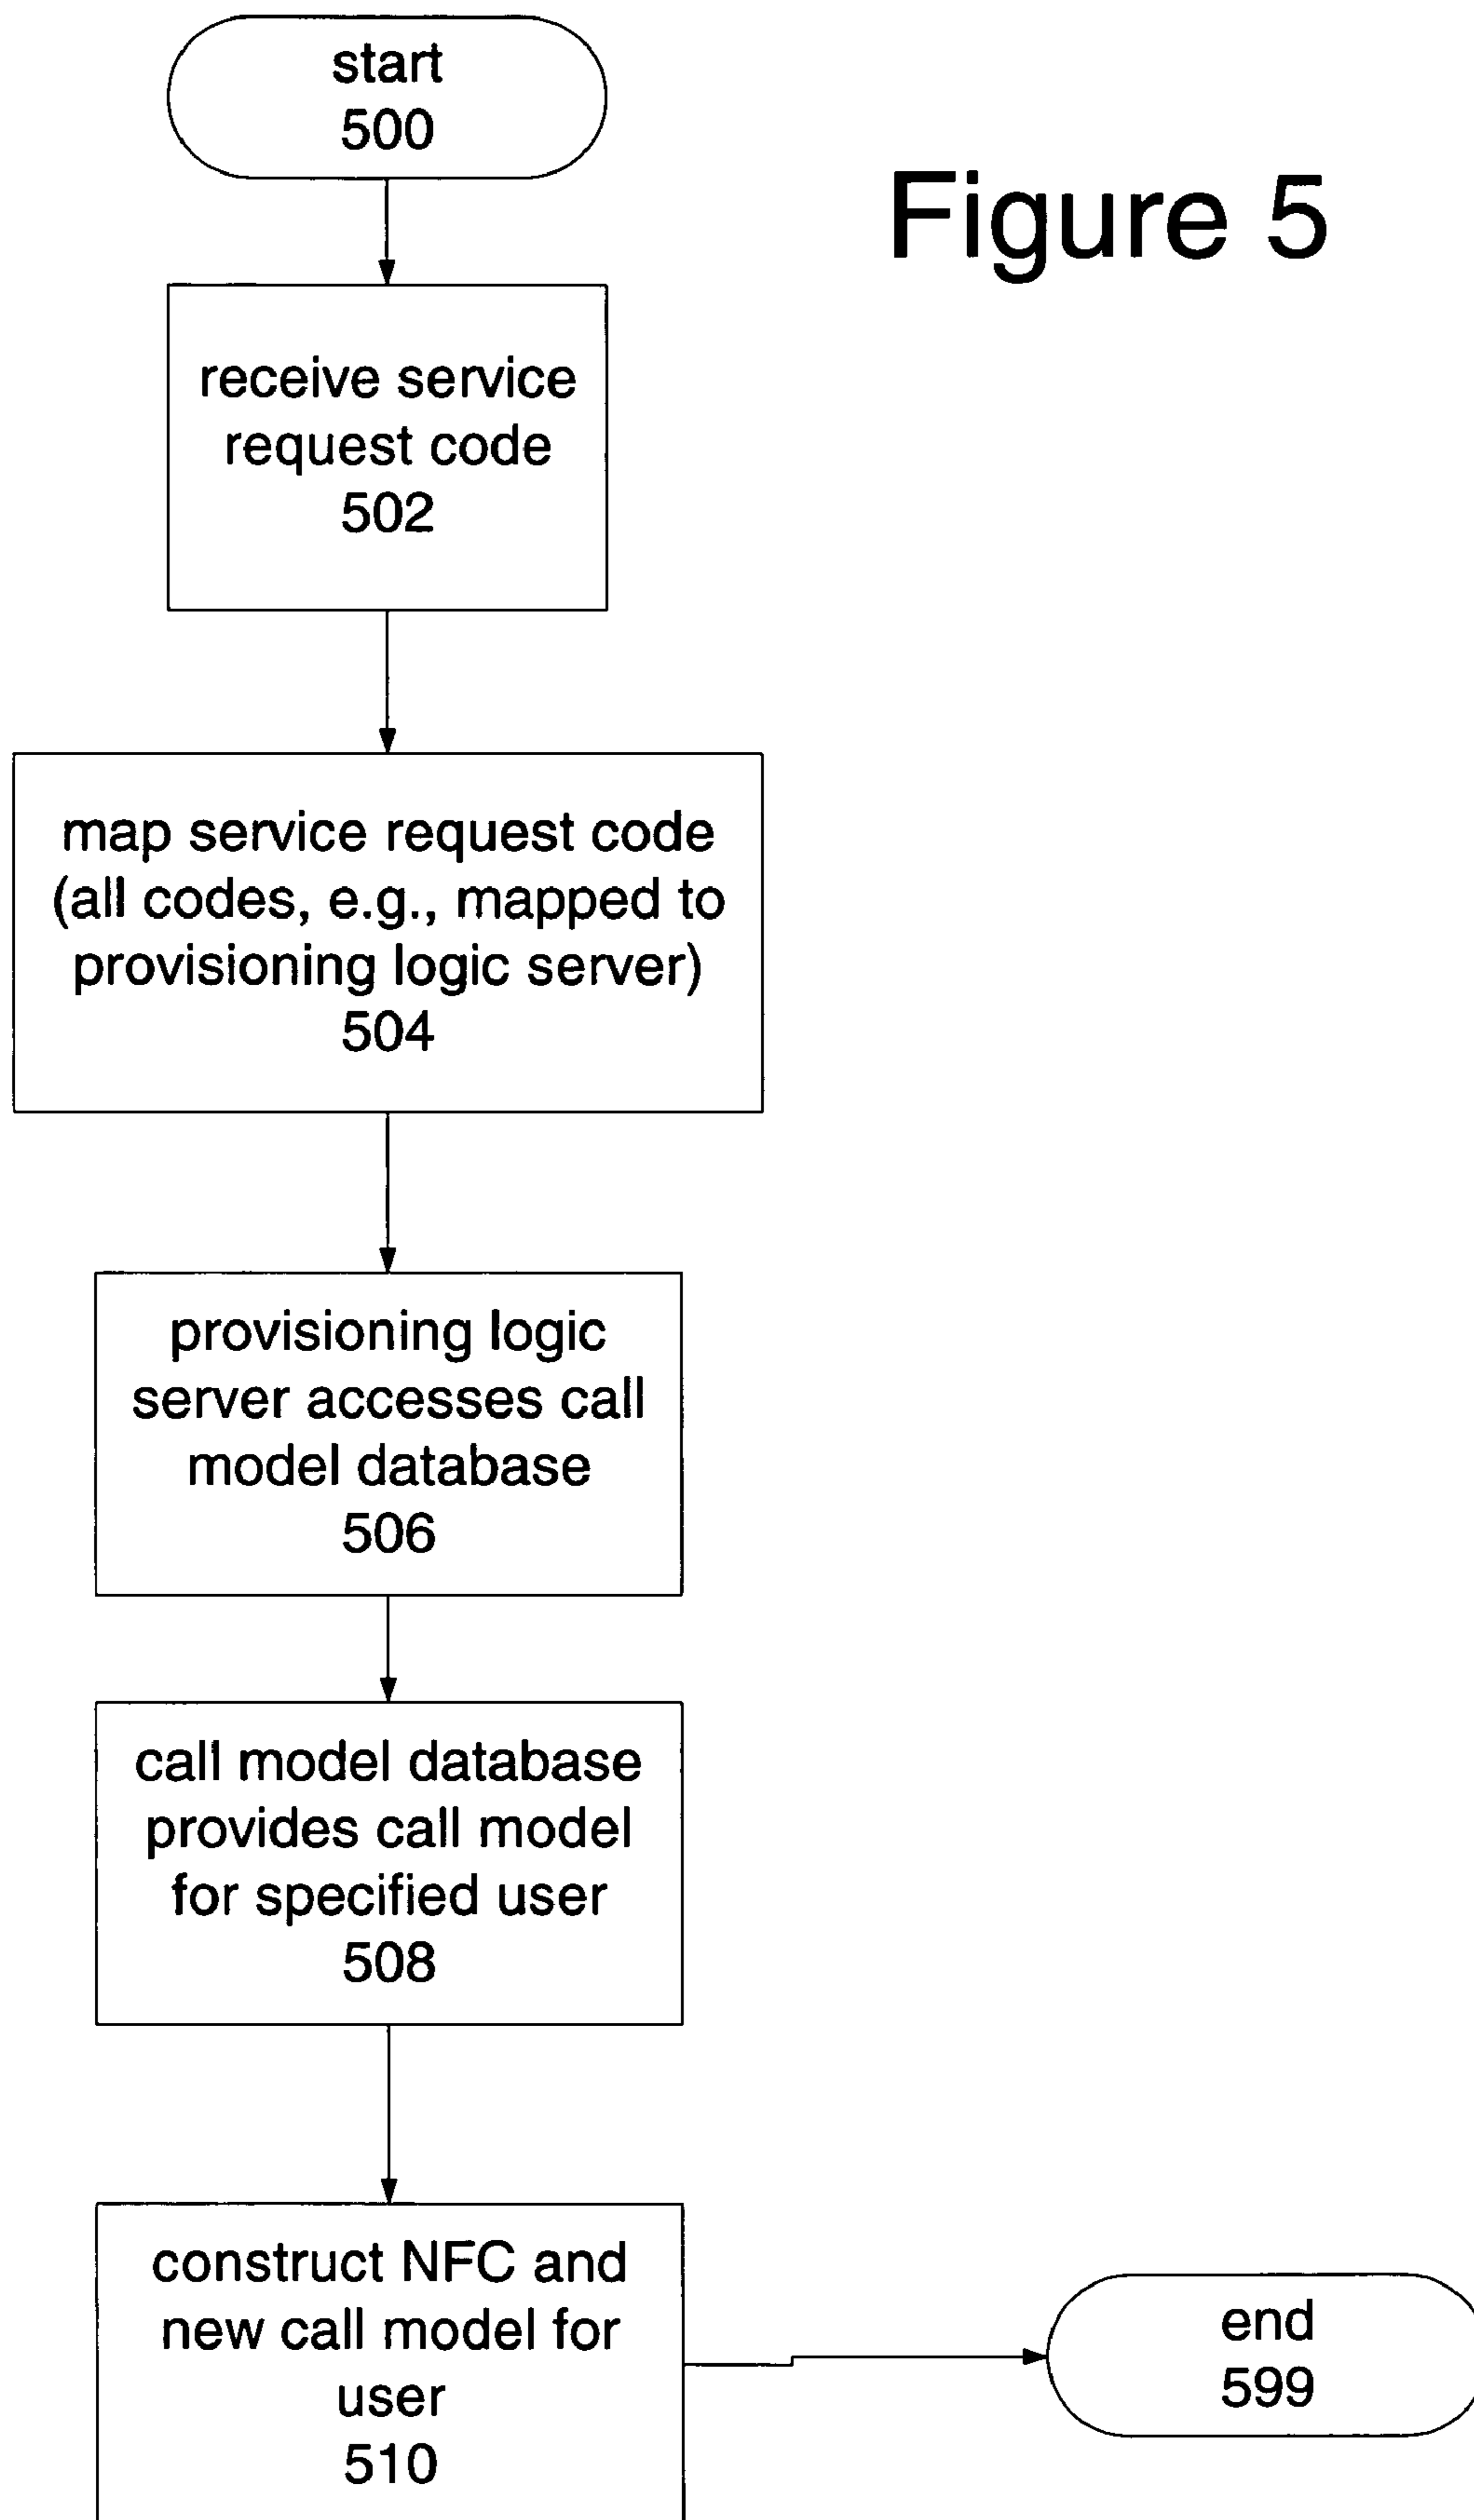 start
500
Figure 5
receive service
request code
502
map service request code
(all codes, e.g., mapped to
provisioning logic server)
504
provisioning logic
server accesses call
model database
506
call model database
provides call model
for specified user
508
construct NFC and
new call model for
user
510
end
599